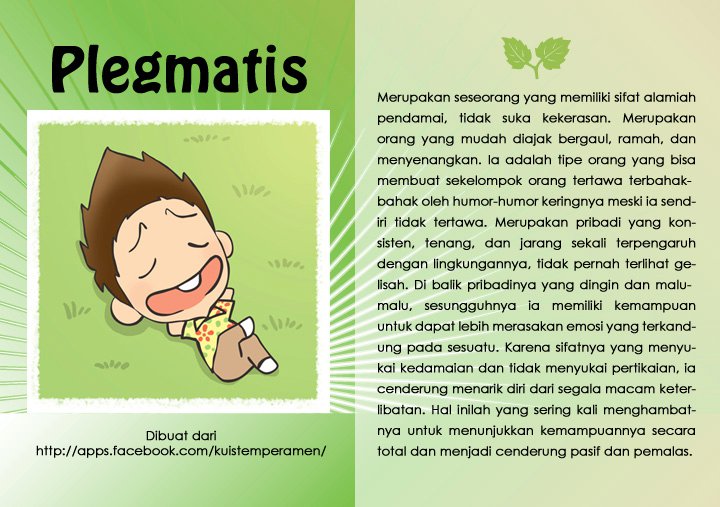 Plegmatis
Dibuat dari
http://apps.facebook.com/kuistemperamen/
Merupakan seseorang yang memiliki sifat alamiah
pendamai, tidak suka kekerasan. Merupakan
orang yang mudah diajak bergaul, ramah, dan
menyenangkan. Ia adalah tipe orang yang bisa
membuat sekelompok orang tertawa terbahak-
bahak oleh humor-humor keringnya meski ia send-
iri tidak tertawa. Merupakan pribadi yang kon-
sisten, tenang, dan jarang sekali terpengaruh
dengan lingkungannya, tidak pernah terlihat ge-
lisah. Di balik pribadinya yang dingin dan malu-
malu, sesungguhnya ia memiliki kemampuan
untuk dapat lebih merasakan emosi yang terkand-
ung pada sesuatu. Karena sifatnya yang menyu-
kai kedamaian dan tidak menyukai pertikaian, ia
cenderung menarik diri dari segala macam keter-
libatan. Hal inilah yang sering kali menghambat-
nya untuk menunjukkan kemampuannya secara
total dan menjadi cenderung pasif dan pemalas.